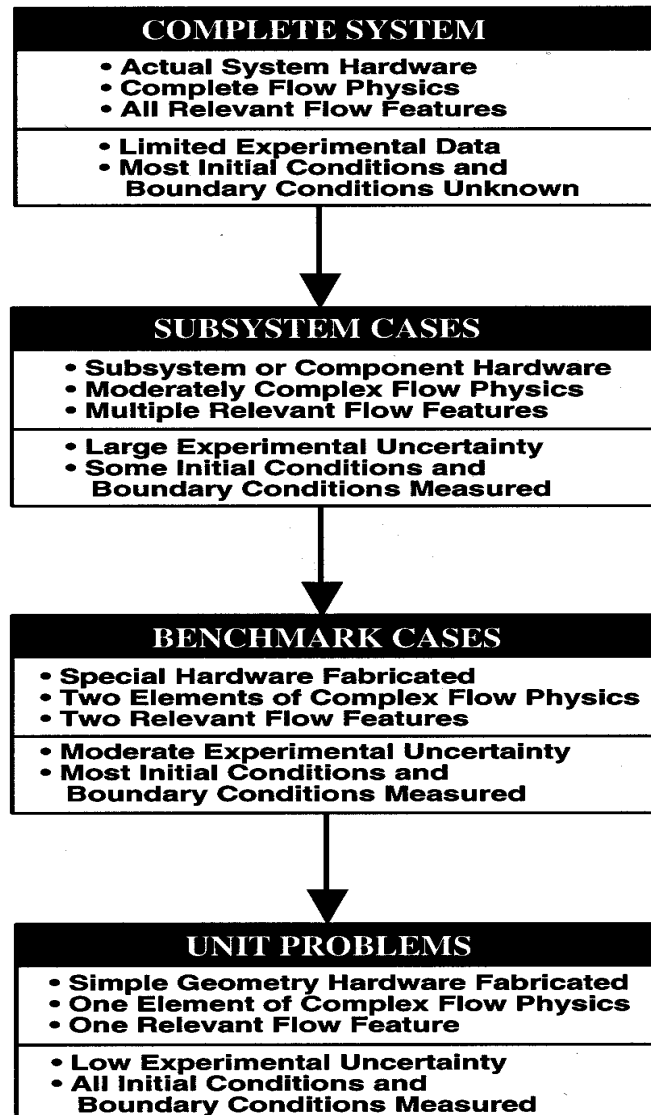 COMPLETE SYSTEM
• Actual System Hardware
• Complete Flow Physics
• All Relevant Flow Features
• Limited Experimental Data
• Most Initial Conditions and
Boundary Conditions Unknown
SUBSYSTEM CASES
• Subsystem or Component Hardware
• Moderately Complex Flow Physics
• Multiple Relevant Flow Features
• Large Experimental Uncertainty
• Some Initial Conditions and
Boundary Conditions Measured
BENCHMARK CASES
• Special Hardware Fabricated
• Two Elements of Complex Flow Physics
• Two Relevant Flow Features
• Moderate Experimental Uncertainty
• Most Initial Conditions and
Boundary Conditions Measured
UNIT PROBLEMS
• Simple Geometry Hardware Fabricated
• One Element of Complex Flow Physics
• One Relevant Flow Feature
• Low Experimental Uncertainty
• All Initial Conditions and
Boundary Conditions Measured